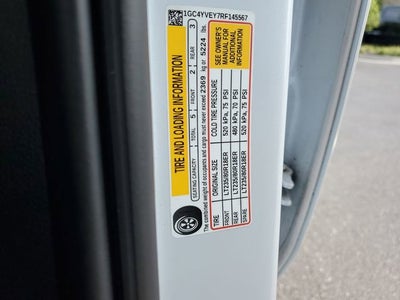 TIRE AND LOADING INFORMATION
SEATING CAPACITY TOTAL 5 FRONT 2 REAR 3
The combined weight of occupants and cargo must never exceed 2369 kg or 5224 lbs.
TIRE ORIGINAL SIZE COLD TIRE PRESSURE
FRONT LT235/80R18ER 520 kPa, 75 PSI
REAR LT235/80R18ER 480 kPa, 70 PSI
SPARE LT235/80R18ER 520 kPa, 75 PSI
SEE OWNER'S
MANUAL FOR
ADDITIONAL
INFORMATION
1GC4YVEY7RF145567